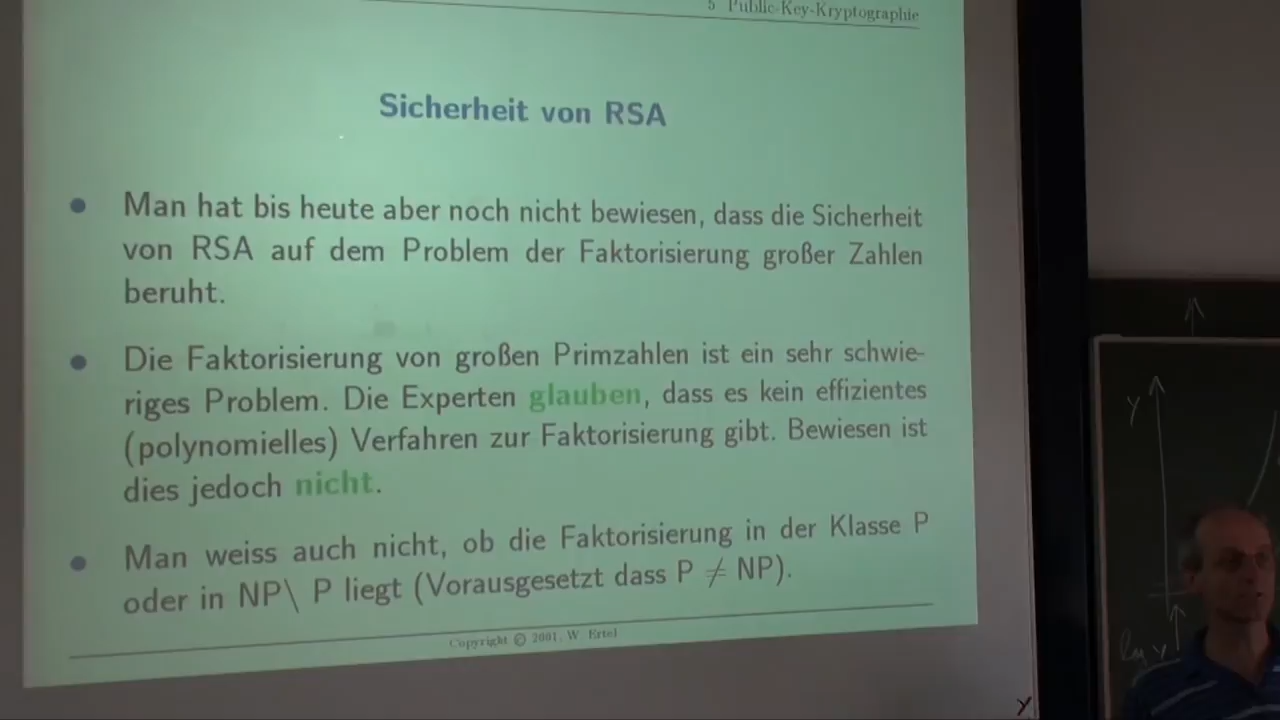 5 Public-Key-Kryptographie
Sicherheit von RSA
• Man hat bis heute aber noch nicht bewiesen, dass die Sicherheit
von RSA auf dem Problem der Faktorisierung großer Zahlen
beruht.
• Die Faktorisierung von großen Primzahlen ist ein sehr schwie-
riges Problem. Die Experten glauben, dass es kein effizientes
(polynomielles) Verfahren zur Faktorisierung gibt. Bewiesen ist
dies jedoch nicht.
• Man weiss auch nicht, ob die Faktorisierung in der Klasse P
oder in NP\ P liegt (Vorausgesetzt dass P ≠ NP).
Copyright © 2001, W. Ertel
Y
log Y
Y